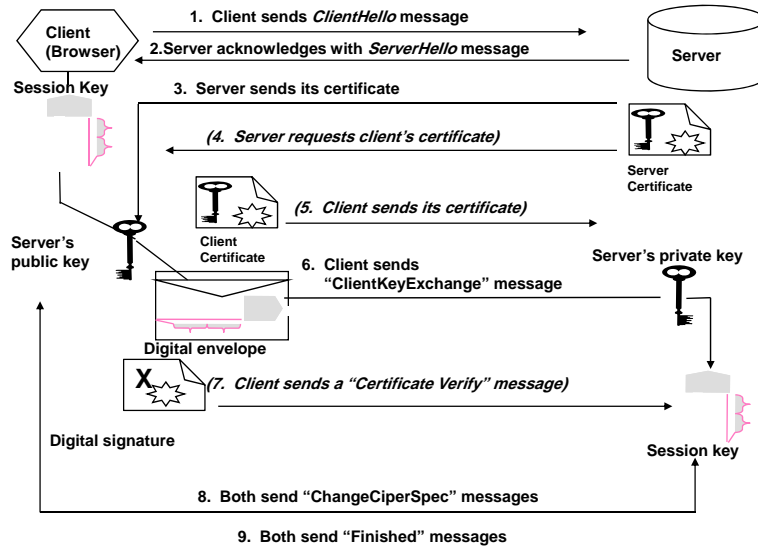 1. Client sends ClientHello message
Client
(Browser)
2.Server acknowledges with ServerHello message
Server
Session Key
3. Server sends its certificate
(4. Server requests client's certificate)
Server
Certificate
(5. Client sends its certificate)
Client
Certificate
Server's
public key
6. Client sends
"ClientKeyExchange" message
Server's private key
Digital envelope
X
(7. Client sends a "Certificate Verify" message)
Digital signature
Session key
8. Both send "ChangeCiperSpec" messages
9. Both send "Finished" messages